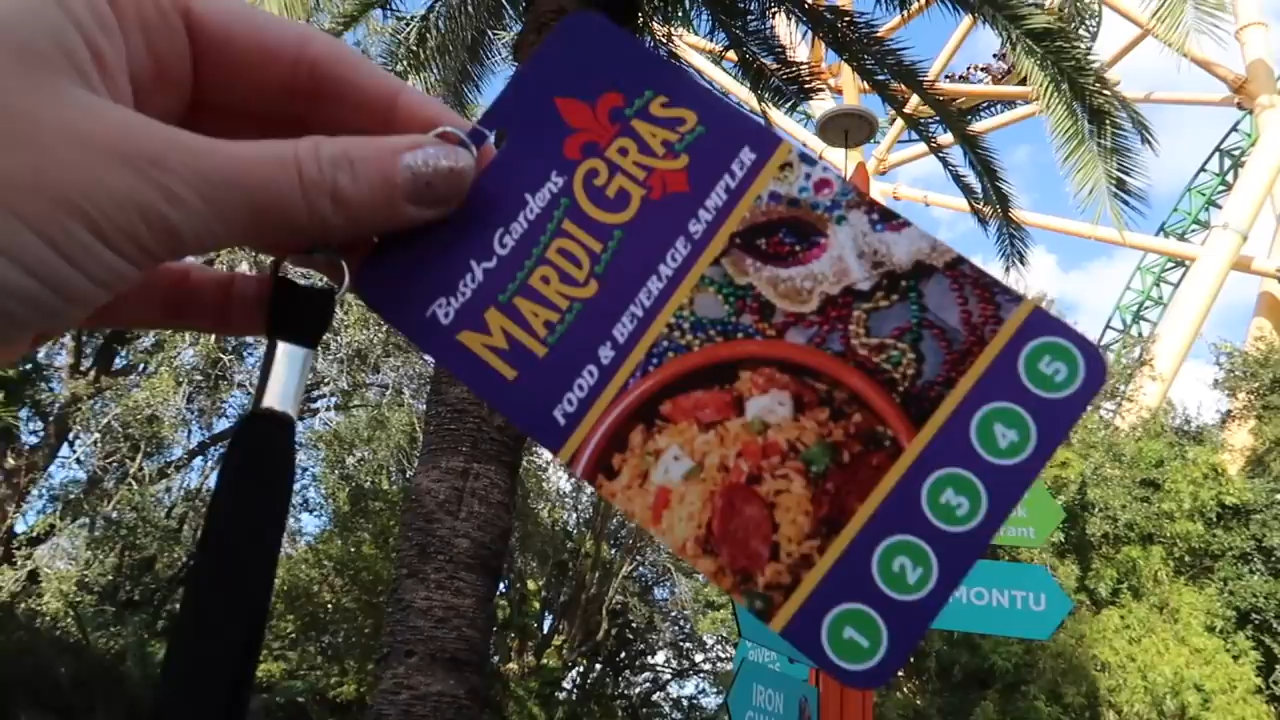 Busch Gardens.
MARDI GRAS
FOOD & BEVERAGE SAMPLER
1
2
3
4
5
MONTU
IRON